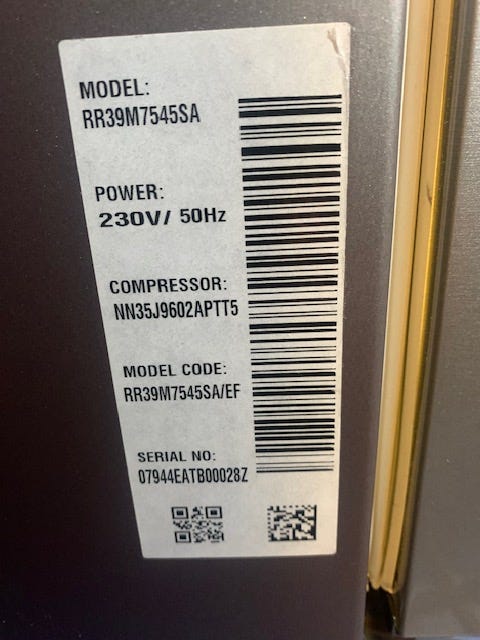 MODEL:
RR39M7545SA
POWER:
230V/ 50Hz
COMPRESSOR:
NN35J9602APTT5
MODEL CODE:
RR39M7545SA/EF
SERIAL NO:
07944EATB00028Z